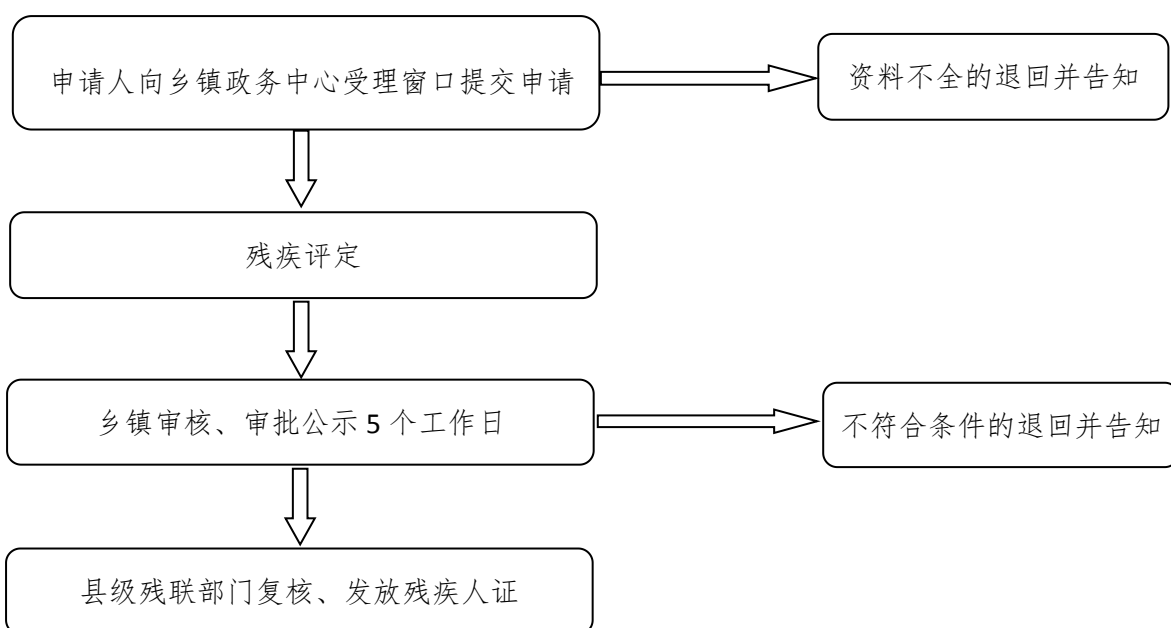 申请人向乡镇政务中心受理窗口提交申请
资料不全的退回并告知
残疾评定
乡镇审核、审批公示 5 个工作日
不符合条件的退回并告知
县级残联部门复核、发放残疾人证